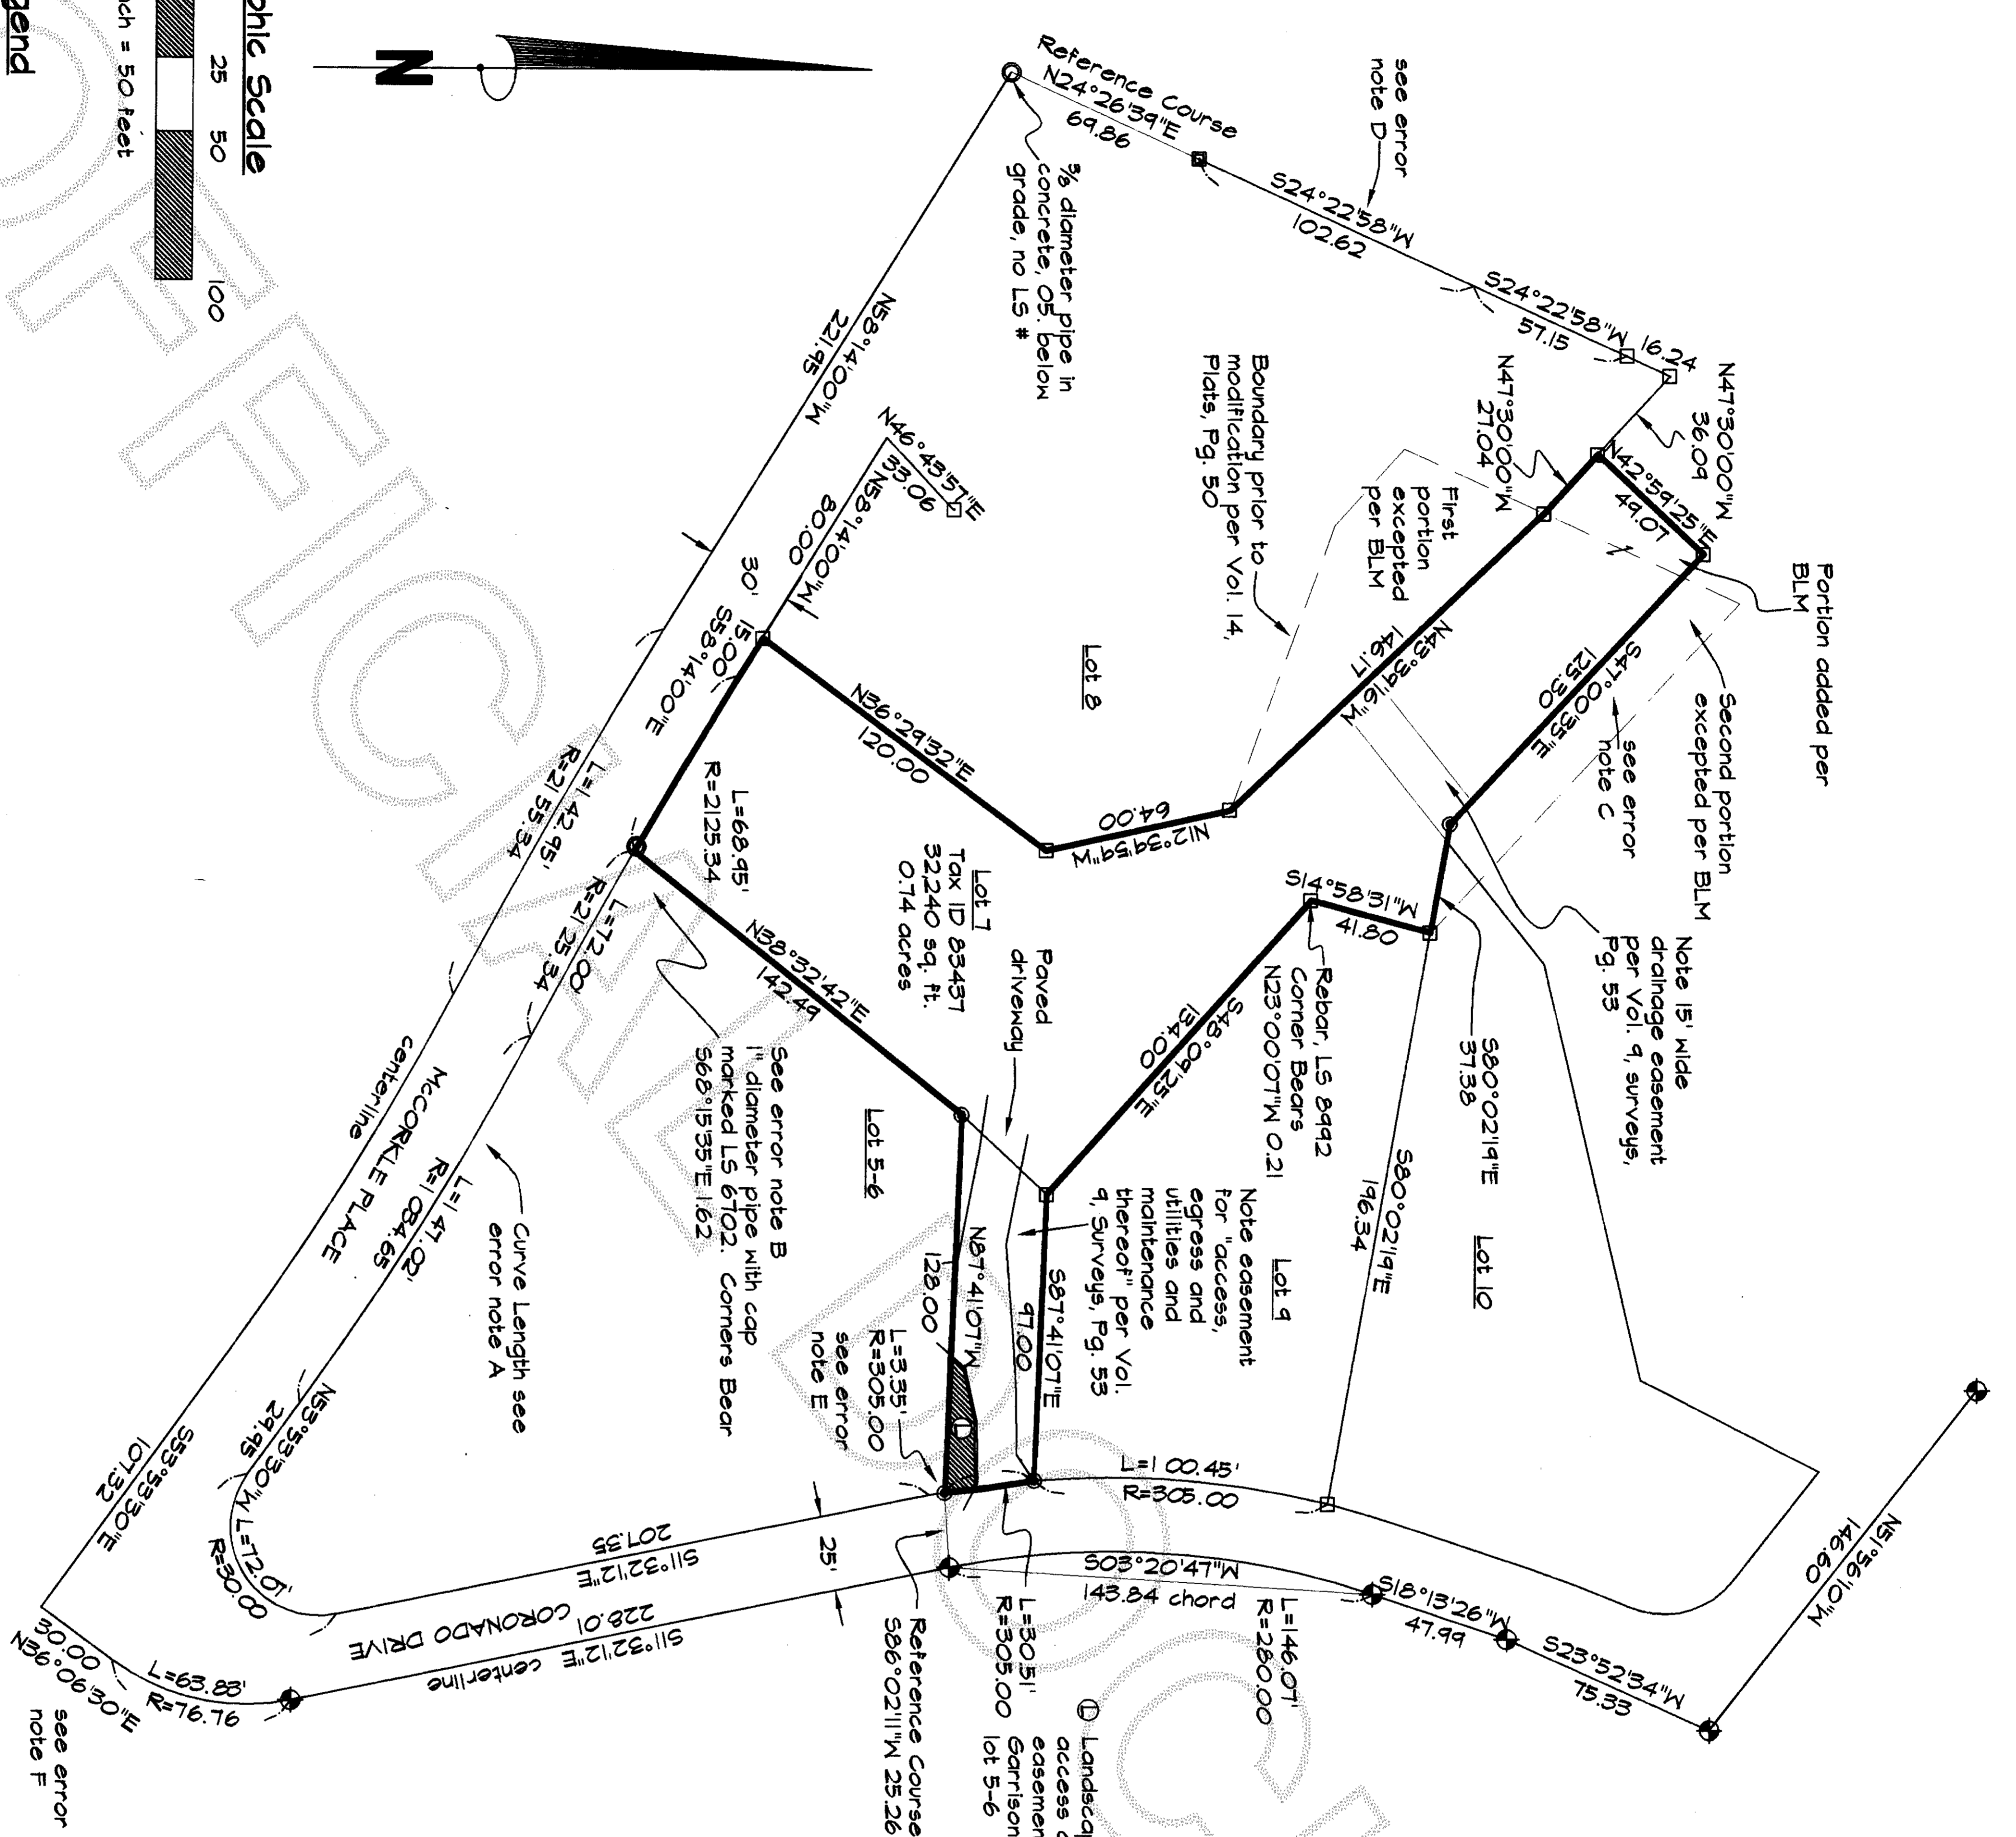 phic Scale
25 50 100
nch = 50 feet
gend
N
Reference Course
N24°26'39"E
69.86
see error
note D
3/8 diameter pipe in
concrete, 05. below
grade, no LS #
S24°22'58"W
102.62
S24°22'58"W
57.15
16.24
N47°30'00"W
36.09
N47°30'00"W
27.04
N42°59'25"E
49.07
Portion added per
BLM
Second portion
excepted per BLM
First
portion
excepted
per BLM
Boundary prior to
modification per Vol. 14,
Plats, Pg. 50
S47°00'35"E
125.30
see error
note C
N43°39'16"W
146.17
N58°14'00"W
221.95
N46°43'57"E
33.06
N58°14'00"W
80.00
30'
15.00
S58°14'00"E
Lot 8
N36°29'32"E
120.00
N12°39'59"W
64.00
L=68.95'
R=2125.34
L=142.95'
R=2155.34
L=72.00
R=2125.34
Lot 7
Tax ID 83437
32,240 sq. ft.
0.74 acres
N38°32'42"E
142.49
Paved
driveway
S14°58'31"W
41.80
Rebar, LS 8992
Corner Bears
N23°00'07"W 0.21
S48°09'25"E
134.00
Note 15' wide
drainage easement
per Vol. 9, surveys,
Pg. 53
S80°02'19"E
37.38
S80°02'19"E
196.34
Lot 10
Lot 9
Note easement
for "access,
egress and
utilities and
maintenance
thereof" per Vol.
9, Surveys, Pg. 53
See error note B
1" diameter pipe with cap
marked LS 6702. Corners Bear
S68°15'35"E 1.62
Lot 5-6
N87°41'07"W
128.00
S87°41'07"E
97.00
L=3.35'
R=305.00
see error
note E
L
McCORKLE PLACE
centerline
L=147.02'
R=1034.65
Curve Length see
error note A
N53°53'30"W
29.95
S53°53'30"E
107.32
L=72.07'
R=30.00
207.35
S11°32'12"E
25'
228.01 CORONADO DRIVE
S11°32'12"E centerline
30.00
N36°06'30"E
L=63.83'
R=76.76
see error
note F
L=100.45'
R=305.00
S03°20'47"W
143.84 chord
L=146.07'
R=280.00
L=30.51'
R=305.00
Reference Course
S86°02'11"W 25.26
S18°13'26"W
47.99
S23°52'34"W
75.33
N51°56'10"W
146.60
L Landscap
access
easemen
Garrison
lot 5-6